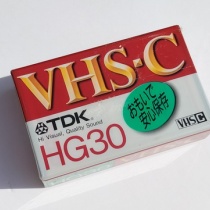 VHS-C
TDK
Hi Visual, Quality Sound
HG30
おもいで
安心保存
VHS C